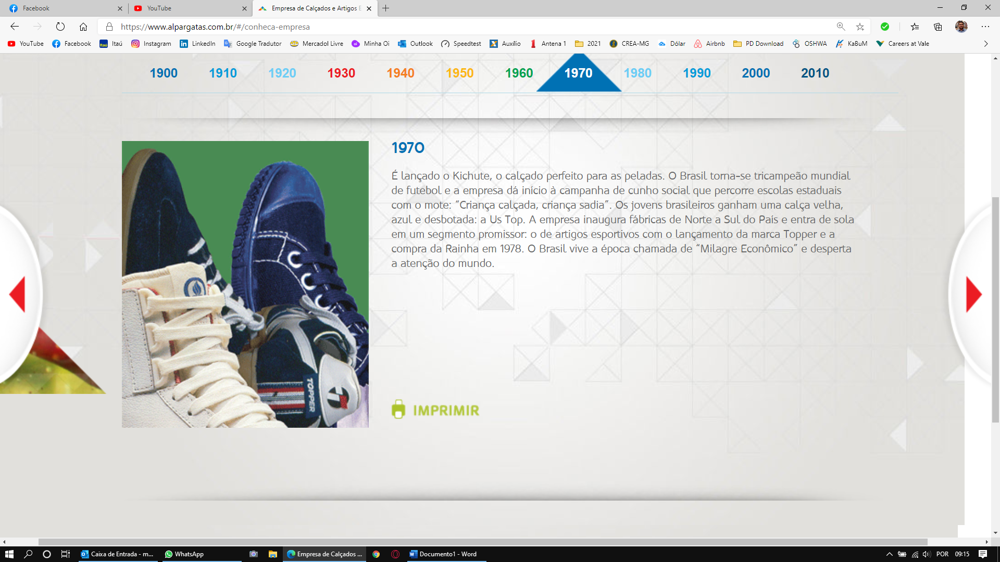 Facebook
YouTube
Empresa de Calçados e Artigos E
https://www.alpargatas.com.br/#/conheca-empresa
YouTube Facebook Itaú Instagram LinkedIn Google Tradutor Mercadol Livre Minha Oi Outlook Speedtest Auxílio Antena 1 2021 CREA-MG Dólar Airbnb PD Download OSHWA KaBuM Careers at Vale
1900 1910 1920 1930 1940 1950 1960 1970 1980 1990 2000 2010
1970
É lançado o Kichute, o calçado perfeito para as peladas. O Brasil torna-se tricampeão mundial
de futebol e a empresa dá início à campanha de cunho social que percorre escolas estaduais
com o mote: “Criança calçada, criança sadia”. Os jovens brasileiros ganham uma calça velha,
azul e desbotada: a Us Top. A empresa inaugura fábricas de Norte a Sul do País e entra de sola
em um segmento promissor: o de artigos esportivos com o lançamento da marca Topper e a
compra da Rainha em 1978. O Brasil vive a época chamada de “Milagre Econômico” e desperta
a atenção do mundo.
TOPPER
IMPRIMIR
Caixa de Entrada - m...
WhatsApp
Empresa de Calçados ...
Documento1 - Word
POR
09:15